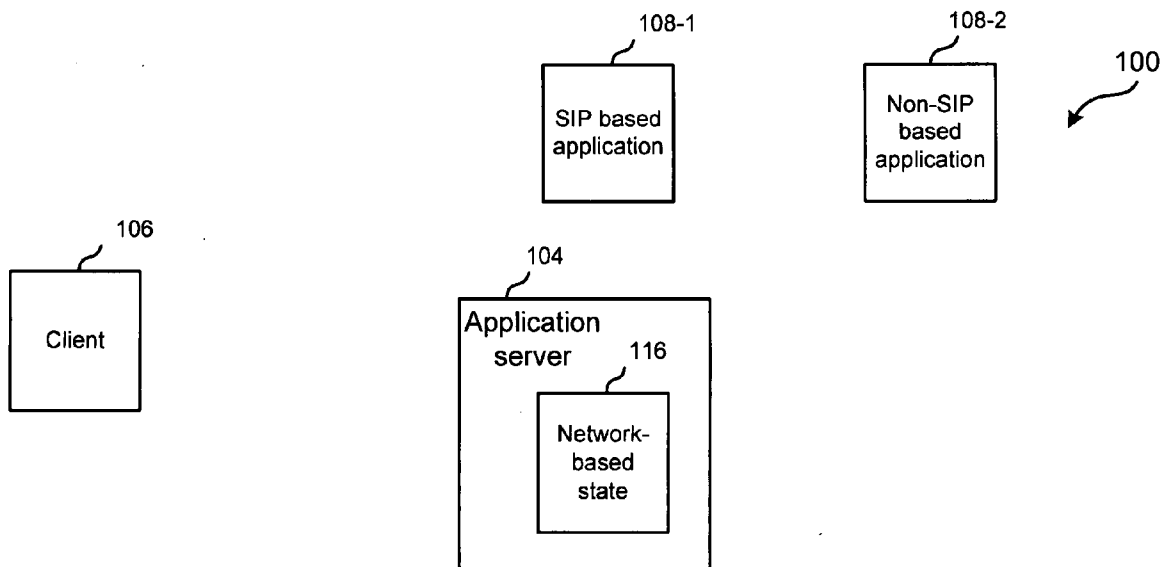 108-1
108-2
100
SIP based
application
Non-SIP
based
application
106
Client
104
Application
server
116
Network-
based
state